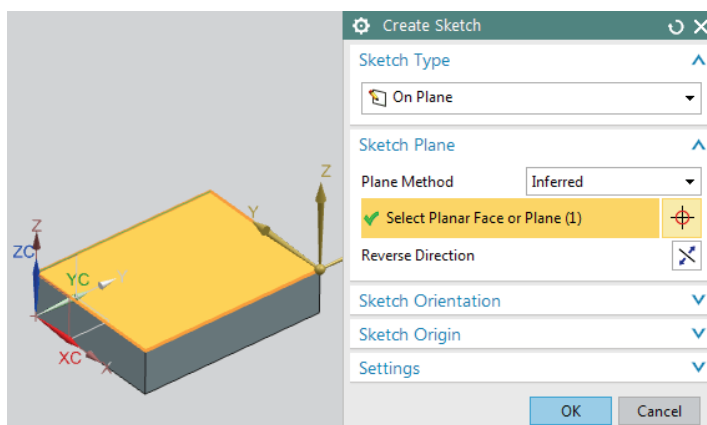 Create Sketch
Sketch Type
On Plane
Sketch Plane
Plane Method Inferred
Select Planar Face or Plane (1)
Reverse Direction
Sketch Orientation
Sketch Origin
Settings
OK Cancel
Z
Y
Z
ZC
YC
Y
XC
X